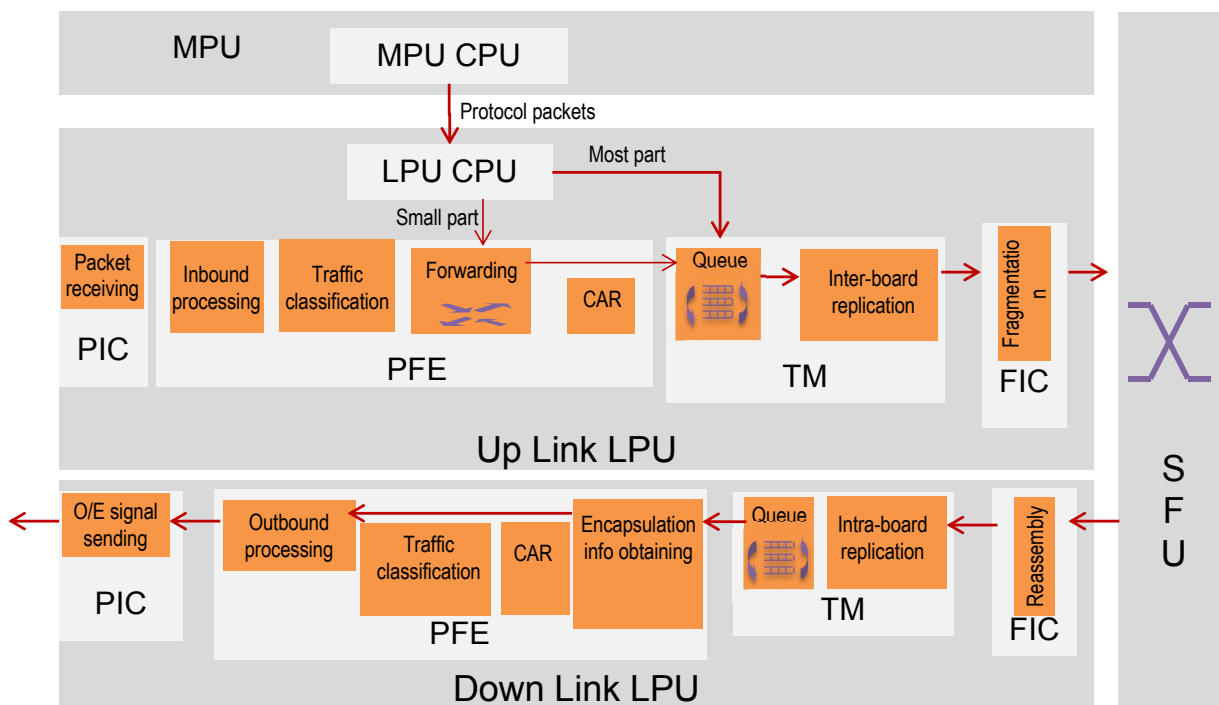 MPU
MPU CPU
Protocol packets
LPU CPU
Most part
Small part
Packet
receiving
PIC
Inbound
processing
Traffic
classification
Forwarding
CAR
PFE
Queue
Inter-board
replication
TM
Fragmentatio
n
FIC
Up Link LPU
S
F
U
O/E signal
sending
PIC
Outbound
processing
Traffic
classification
CAR
Encapsulation
info obtaining
PFE
Queue
Intra-board
replication
TM
Reassembly
FIC
Down Link LPU